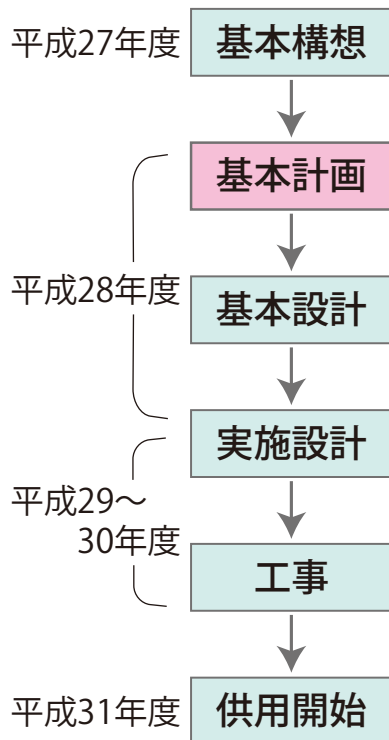 平成27年度
基本構想
基本計画
平成28年度
基本設計
実施設計
平成29〜
30年度
工事
平成31年度
供用開始